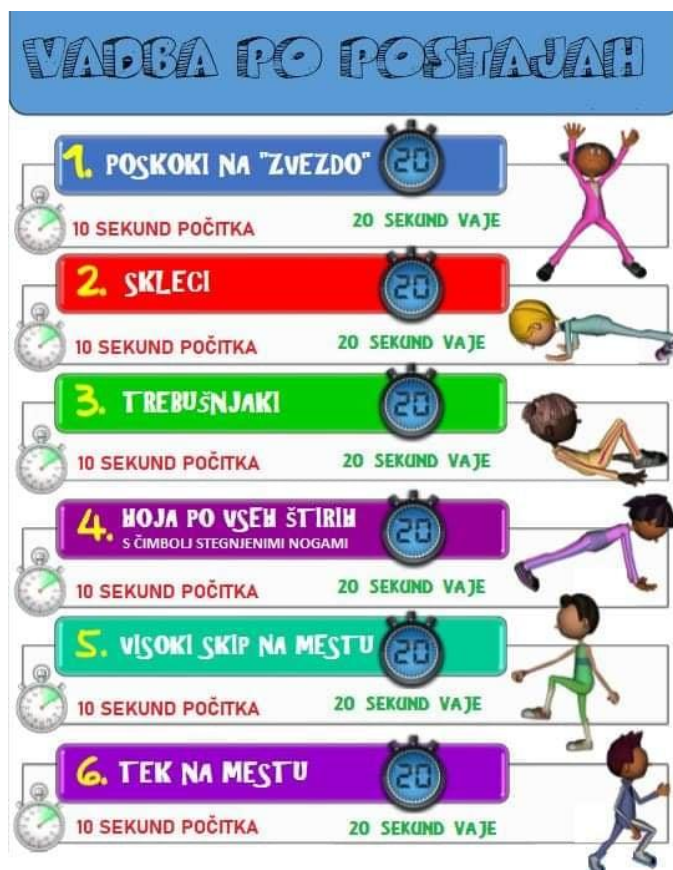 VADBA PO POSTAJAH
1. POSKOKI NA "ZVEZDO" 20
10 SEKUND POČITKA 20 SEKUND VAJE
2. SKLECI 20
10 SEKUND POČITKA 20 SEKUND VAJE
3. TREBUŠNJAKI 20
10 SEKUND POČITKA 20 SEKUND VAJE
4. HOJA PO VSEH ŠTIRIH 20
S ČIMBOLJ STEGNJENIMI NOGAMI
10 SEKUND POČITKA 20 SEKUND VAJE
5. VISOKI SKIP NA MESTU 20
10 SEKUND POČITKA 20 SEKUND VAJE
6. TEK NA MESTU 20
10 SEKUND POČITKA 20 SEKUND VAJE